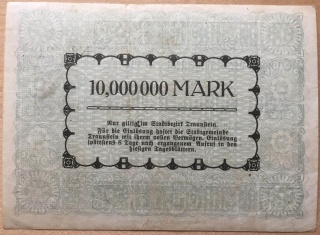 10,000000 MARK
Nur gültig im Stadtbezirk Traunstein.
Für die Einlösung haftet die Stadtgemeinde
Traunstein mit ihrem vollen Vermögen. Einlösung
spätestens 8 Tage nach ergangenem Aufruf in den
hiesigen Tagesblättern.